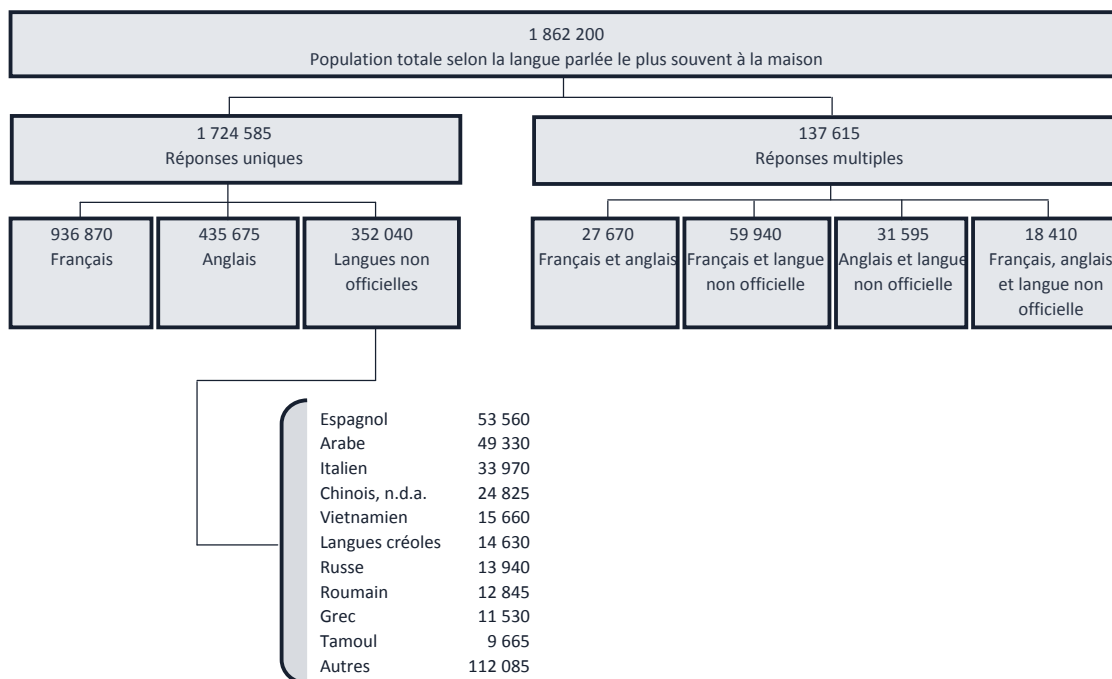 1 862 200
Population totale selon la langue parlée le plus souvent à la maison
1 724 585
Réponses uniques
137 615
Réponses multiples
936 870
Français
435 675
Anglais
352 040
Langues non
officielles
27 670
Français et anglais
59 940
Français et langue
non officielle
31 595
Anglais et langue
non officielle
18 410
Français, anglais
et langue non
officielle
Espagnol 53 560
Arabe 49 330
Italien 33 970
Chinois, n.d.a. 24 825
Vietnamien 15 660
Langues créoles 14 630
Russe 13 940
Roumain 12 845
Grec 11 530
Tamoul 9 665
Autres 112 085